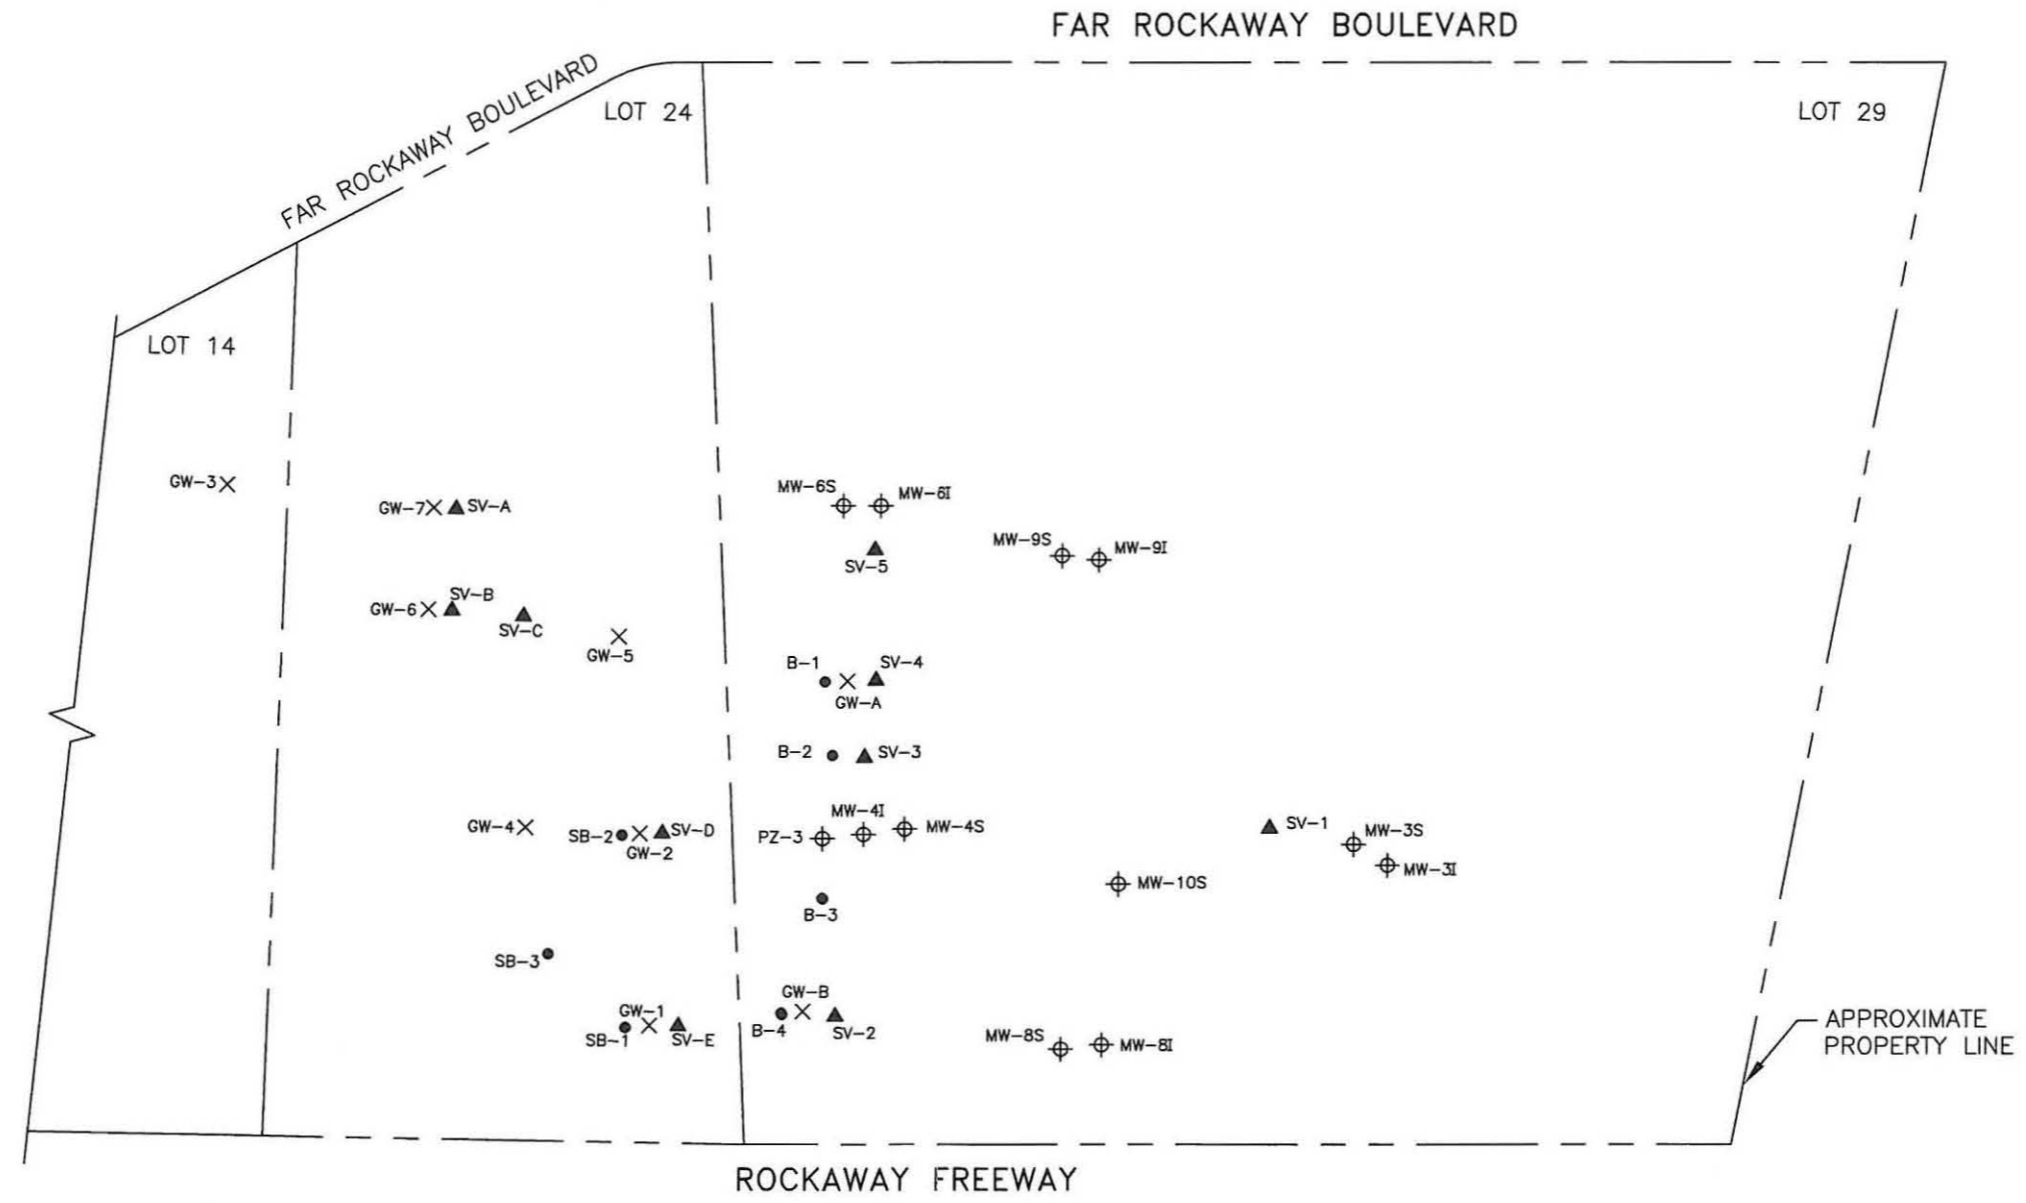 FAR ROCKAWAY BOULEVARD
FAR ROCKAWAY BOULEVARD
LOT 24
LOT 29
LOT 14
GW-3
GW-7
SV-A
MW-6S
MW-6I
MW-9S
MW-9I
SV-5
GW-6
SV-B
SV-C
GW-5
B-1
SV-4
GW-A
B-2
SV-3
GW-4
SB-2
GW-2
SV-D
PZ-3
MW-4I
MW-4S
SV-1
MW-3S
MW-3I
MW-10S
B-3
SB-3
GW-1
SB-1
SV-E
GW-B
B-4
SV-2
MW-8S
MW-8I
APPROXIMATE
PROPERTY LINE
ROCKAWAY FREEWAY